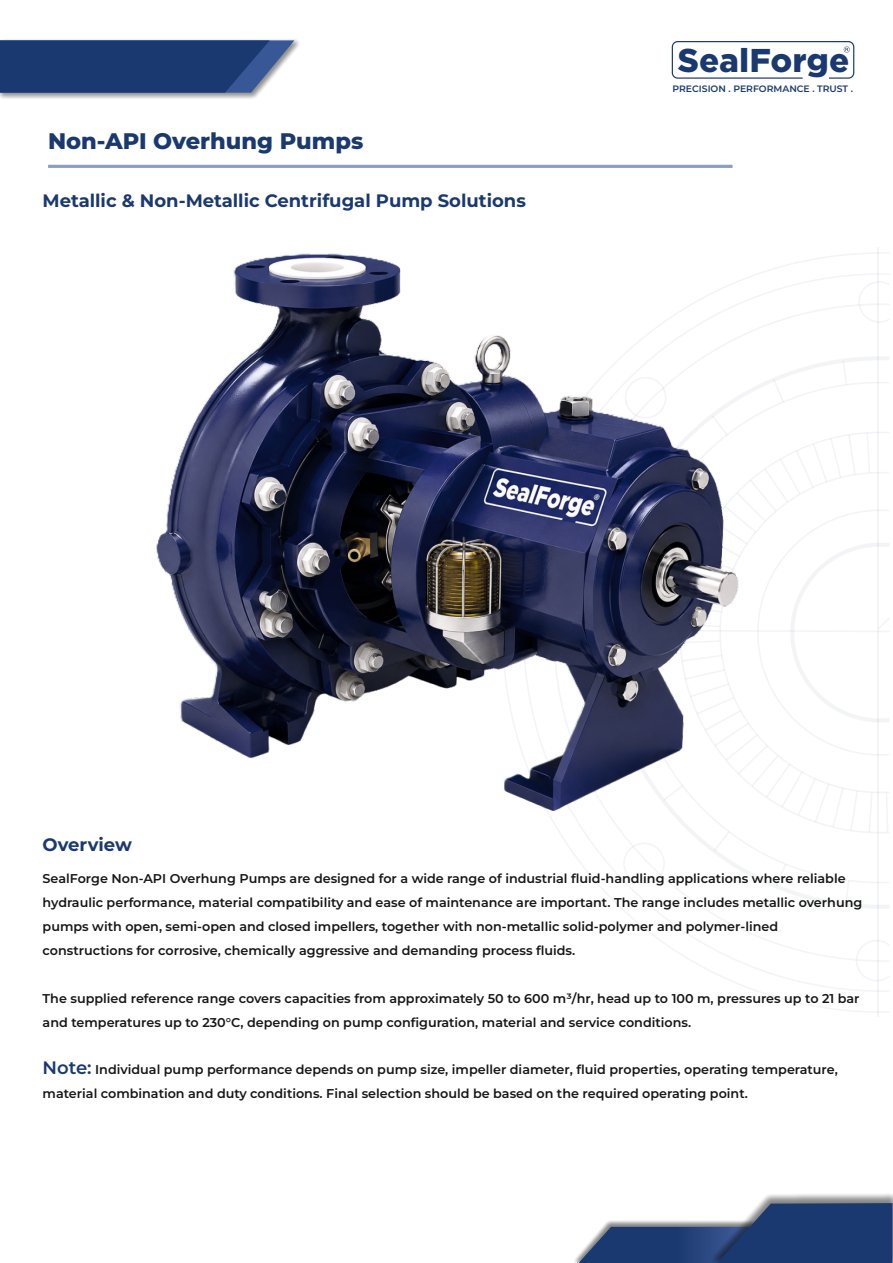 SealForge®
PRECISION . PERFORMANCE . TRUST .
Non-API Overhung Pumps
Metallic & Non-Metallic Centrifugal Pump Solutions
SealForge®
Overview
SealForge Non-API Overhung Pumps are designed for a wide range of industrial fluid-handling applications where reliable
hydraulic performance, material compatibility and ease of maintenance are important. The range includes metallic overhung
pumps with open, semi-open and closed impellers, together with non-metallic solid-polymer and polymer-lined
constructions for corrosive, chemically aggressive and demanding process fluids.
The supplied reference range covers capacities from approximately 50 to 600 m³/hr, head up to 100 m, pressures up to 21 bar
and temperatures up to 230°C, depending on pump configuration, material and service conditions.
Note: Individual pump performance depends on pump size, impeller diameter, fluid properties, operating temperature,
material combination and duty conditions. Final selection should be based on the required operating point.